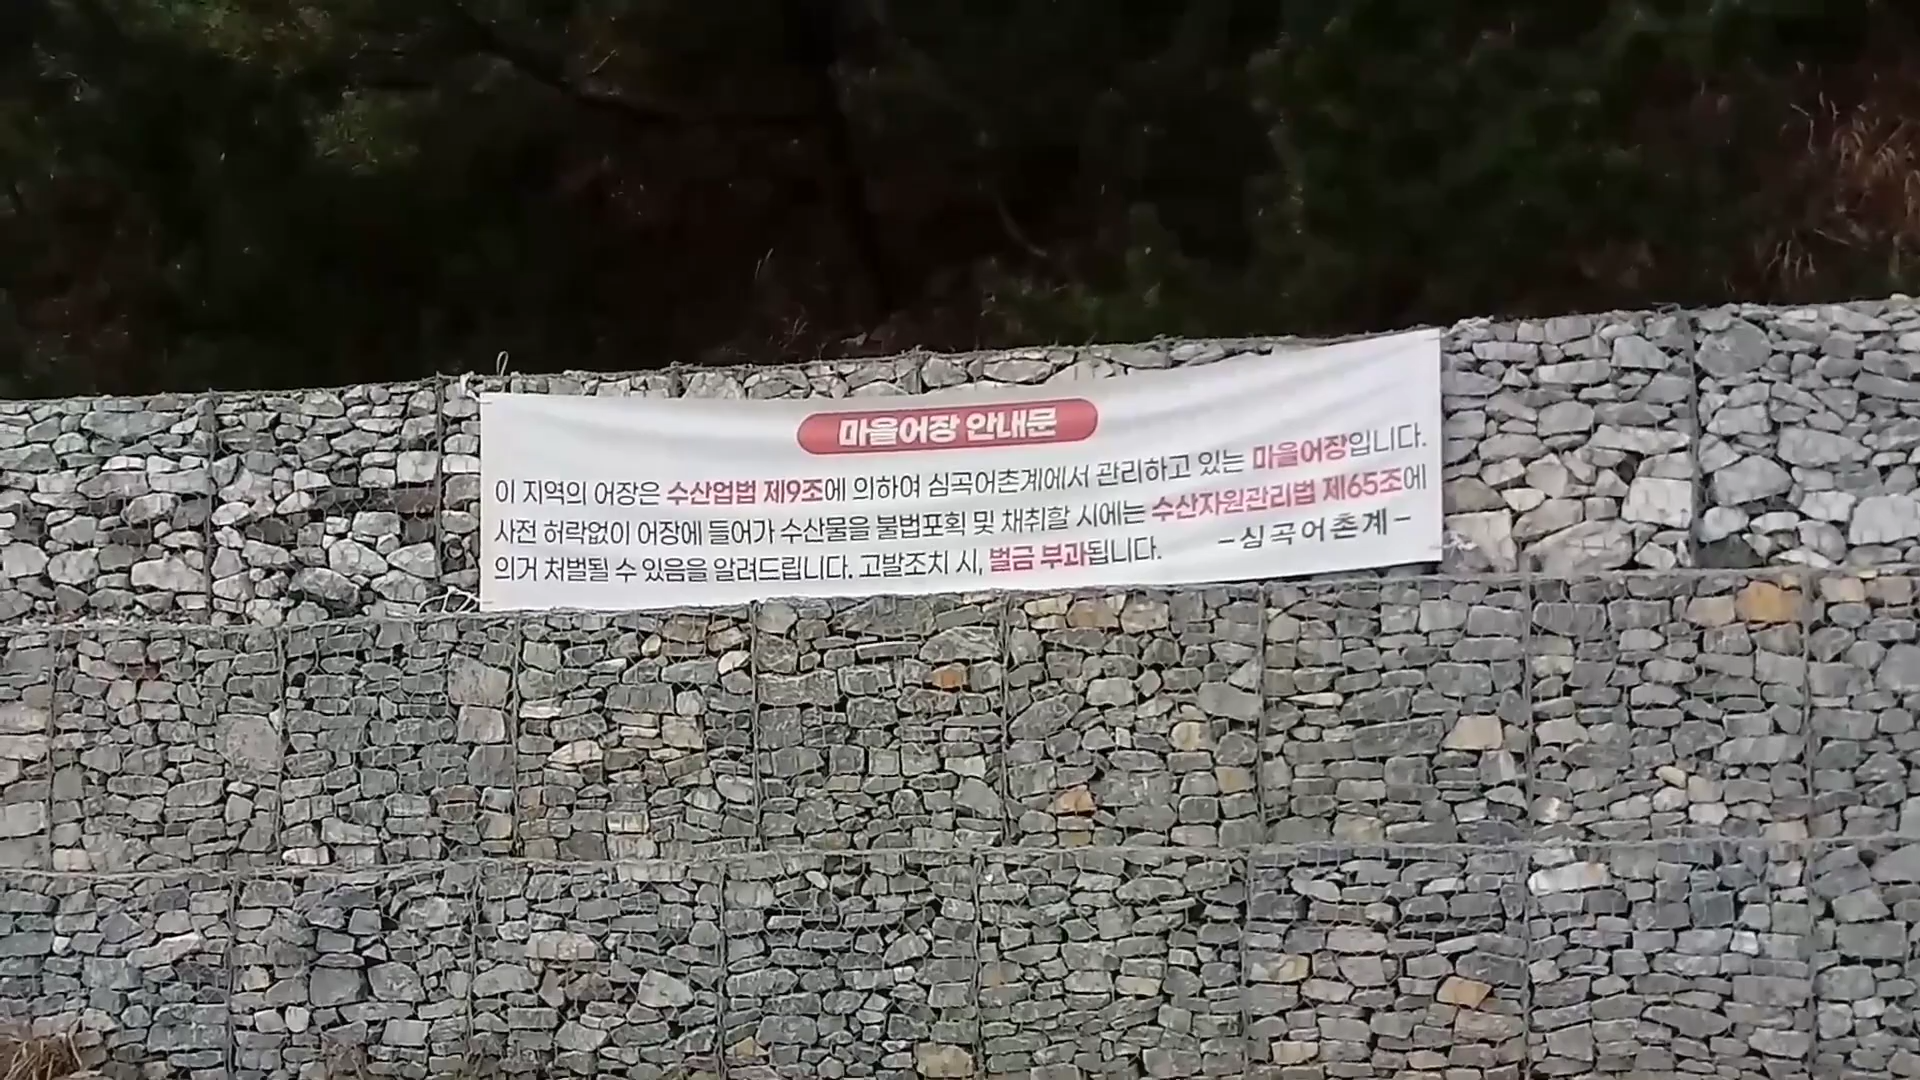 마을어장 안내문
이 지역의 어장은 수산업법 제9조에 의하여 심곡어촌계에서 관리하고 있는 마을어장입니다.
사전 허락없이 어장에 들어가 수산물을 불법포획 및 채취할 시에는 수산자원관리법 제65조에
의거 처벌될 수 있음을 알려드립니다. 고발조치 시, 벌금 부과됩니다. -심곡어촌계-